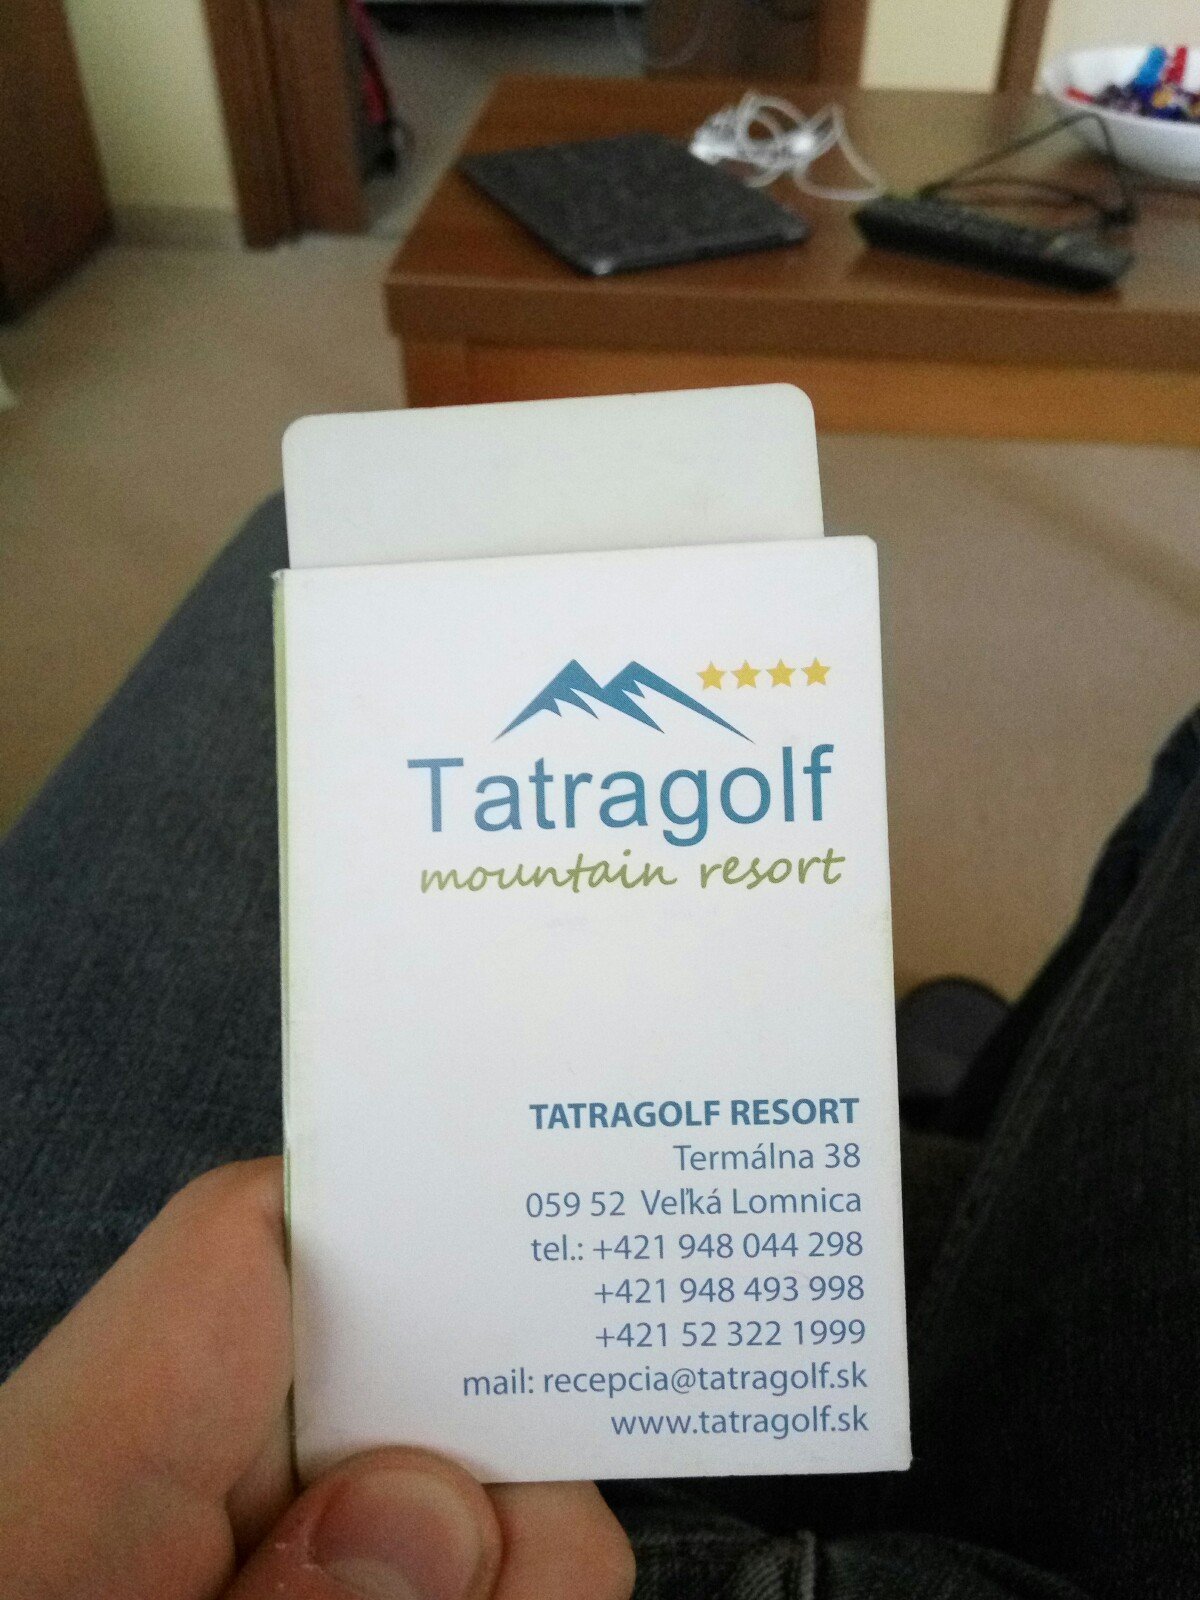 Tatragolf
mountain resort
TATRAGOLF RESORT
Termálna 38
059 52 Veľká Lomnica
tel.: +421 948 044 298
+421 948 493 998
+421 52 322 1999
mail: recepcia@tatragolf.sk
www.tatragolf.sk